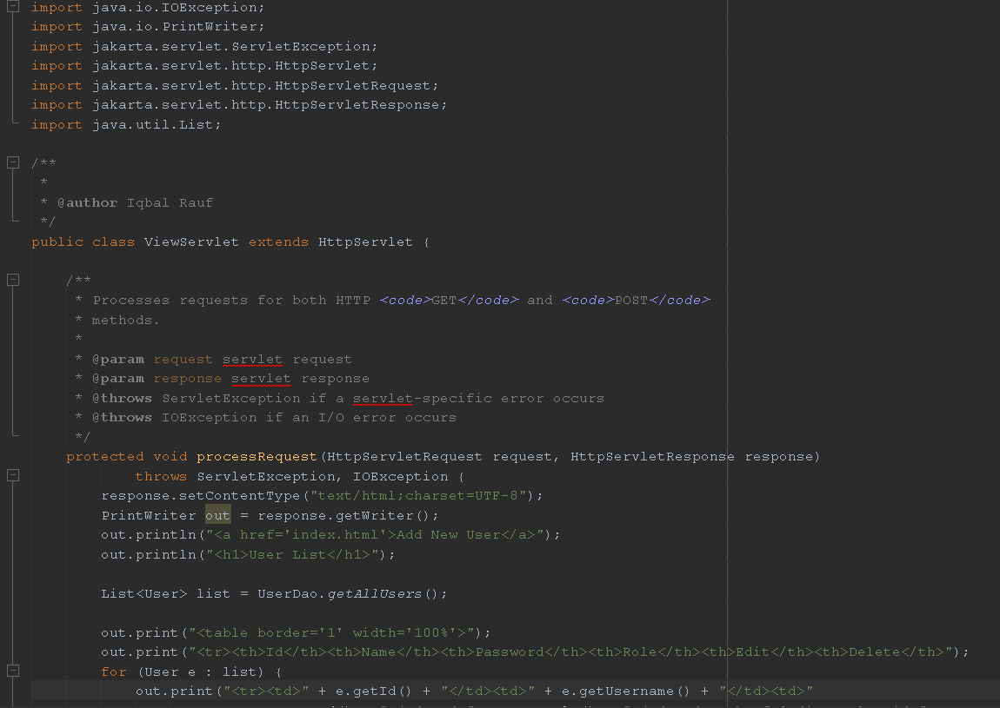 import java.io.IOException;
import java.io.PrintWriter;
import jakarta.servlet.ServletException;
import jakarta.servlet.http.HttpServlet;
import jakarta.servlet.http.HttpServletRequest;
import jakarta.servlet.http.HttpServletResponse;
import java.util.List;
/**
*
* @author Iqbal Rauf
*/
public class ViewServlet extends HttpServlet {
/**
* Processes requests for both HTTP <code>GET</code> and <code>POST</code>
* methods.
*
* @param request servlet request
* @param response servlet response
* @throws ServletException if a servlet-specific error occurs
* @throws IOException if an I/O error occurs
*/
protected void processRequest(HttpServletRequest request, HttpServletResponse response)
throws ServletException, IOException {
response.setContentType("text/html;charset=UTF-8");
PrintWriter out = response.getWriter();
out.println("<a href='index.html'>Add New User</a>");
out.println("<h1>User List</h1>");
List<User> list = UserDao.getAllUsers();
out.print("<table border='1' width='100%'>");
out.print("<tr><th>Id</th><th>Name</th><th>Password</th><th>Role</th><th>Edit</th><th>Delete</th>");
for (User e : list) {
out.print("<tr><td>" + e.getId() + "</td><td>" + e.getUsername() + "</td><td>"